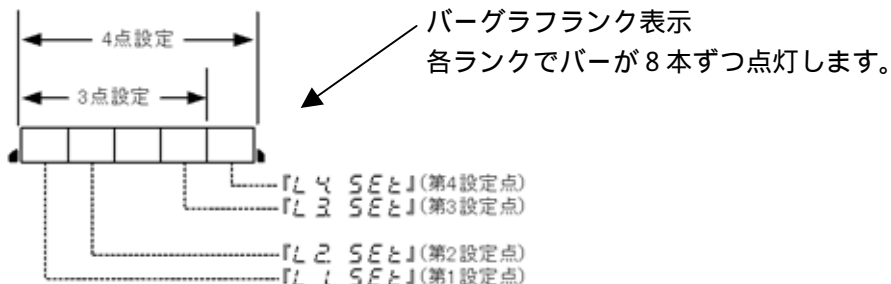 4点設定
3点設定
バーグラフランク表示
各ランクでバーが８本ずつ点灯します。
『L 4. SEt』(第4設定点)
『L 3. SEt』(第3設定点)
『L 2. SEt』(第2設定点)
『L 1. SEt』(第1設定点)